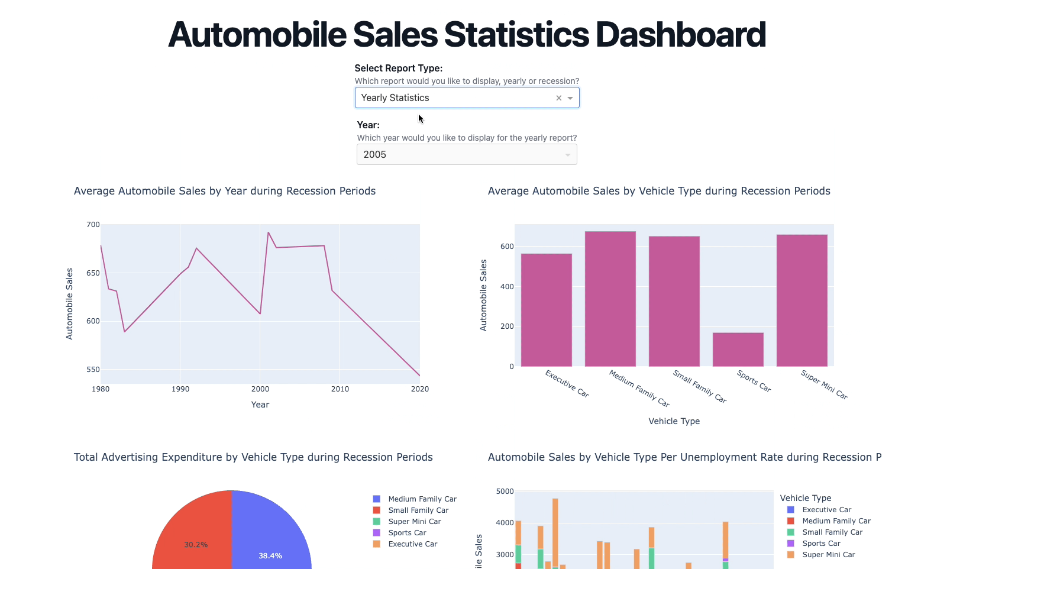 Automobile Sales Statistics Dashboard
Select Report Type:
Which report would you like to display, yearly or recession?
Yearly Statistics
Year:
Which year would you like to display for the yearly report?
2005
Average Automobile Sales by Year during Recession Periods
700
650
600
550
Automobile Sales
1980 1990 2000 2010 2020
Year
Average Automobile Sales by Vehicle Type during Recession Periods
600
400
200
0
Automobile Sales
Executive Car
Medium Family Car
Small Family Car
Sports Car
Super Mini Car
Vehicle Type
Total Advertising Expenditure by Vehicle Type during Recession Periods
30.2%
38.4%
Medium Family Car
Small Family Car
Super Mini Car
Sports Car
Executive Car
Automobile Sales by Vehicle Type Per Unemployment Rate during Recession P
5000
4000
3000
ile Sales
Vehicle Type
Executive Car
Medium Family Car
Small Family Car
Sports Car
Super Mini Car